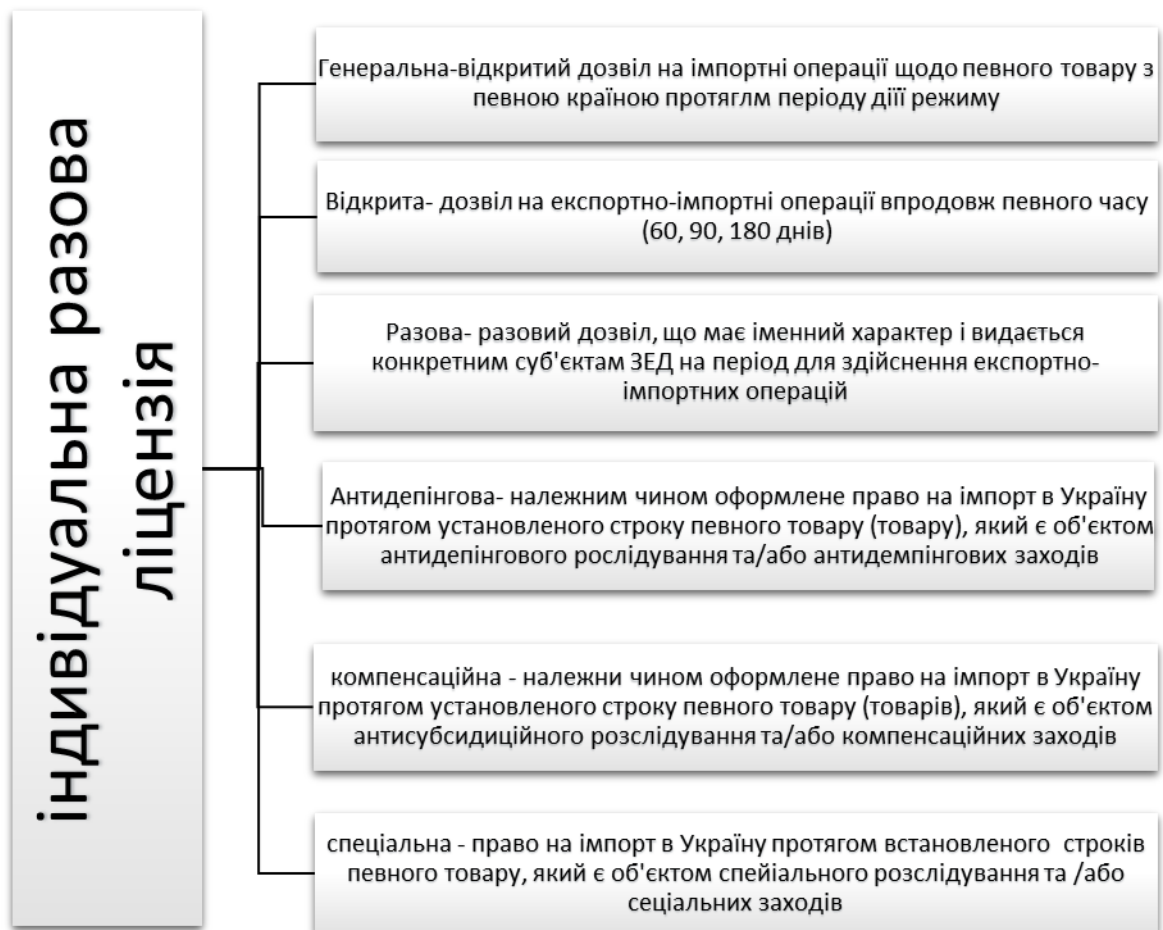 індивідуальна разова
ліцензія
Генеральна-відкритий дозвіл на імпортні операції щодо певного товару з
певною країною протяглм періоду діїї режиму
Відкрита- дозвіл на експортно-імпортні операції впродовж певного часу
(60, 90, 180 днів)
Разова- разовий дозвіл, що має іменний характер і видається
конкретним суб'єктам ЗЕД на період для здійснення експортно-
імпортних операцій
Антидепінгова- належним чином оформлене право на імпорт в Україну
протягом установленого строку певного товару (товару), який є об'єктом
антидепінгового рослідування та/або антидемпінгових заходів
компенсаційна - належни чином оформлене право на імпорт в Україну
протягом установленого строку певного товару (товарів), який є об'єктом
антисубсидиційного розслідування та/або компенсаційних заходів
спеціальна - право на імпорт в Україну протягом встановленого строків
певного товару, який є об'єктом спейіального розслідування та /або
сеціальних заходів